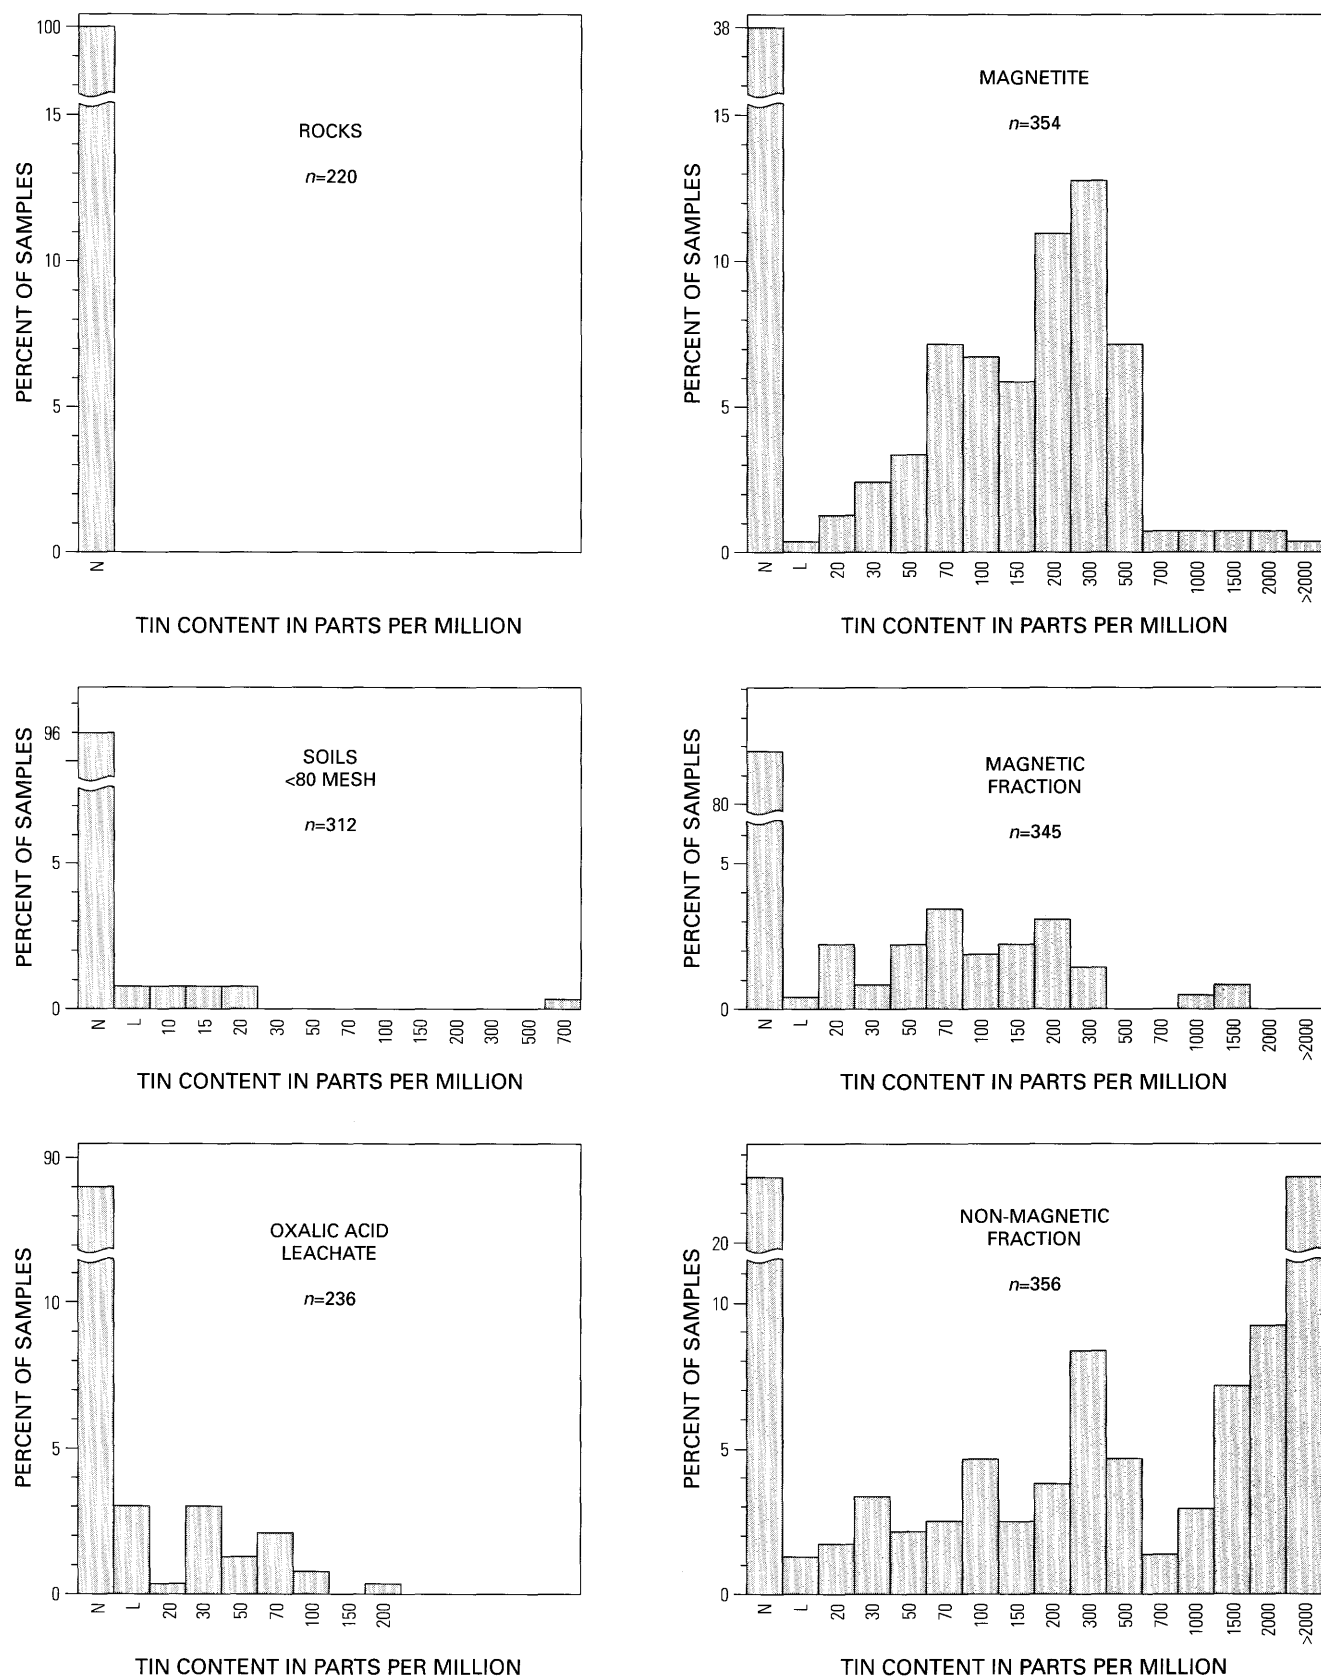 100
15
10
5
0
PERCENT OF SAMPLES
ROCKS
n=220
N
TIN CONTENT IN PARTS PER MILLION
38
15
10
5
0
PERCENT OF SAMPLES
MAGNETITE
n=354
N L 20 30 50 70 100 150 200 300 500 700 1000 1500 2000 >2000
TIN CONTENT IN PARTS PER MILLION
96
5
0
PERCENT OF SAMPLES
SOILS
<80 MESH
n=312
N L 10 15 20 30 50 70 100 150 200 300 500 700
TIN CONTENT IN PARTS PER MILLION
80
5
0
PERCENT OF SAMPLES
MAGNETIC
FRACTION
n=345
N L 20 30 50 70 100 150 200 300 500 700 1000 1500 2000 >2000
TIN CONTENT IN PARTS PER MILLION
90
10
5
0
PERCENT OF SAMPLES
OXALIC ACID
LEACHATE
n=236
N L 20 30 50 70 100 150 200
TIN CONTENT IN PARTS PER MILLION
20
10
5
0
PERCENT OF SAMPLES
NON-MAGNETIC
FRACTION
n=356
N L 20 30 50 70 100 150 200 300 500 700 1000 1500 2000 >2000
TIN CONTENT IN PARTS PER MILLION